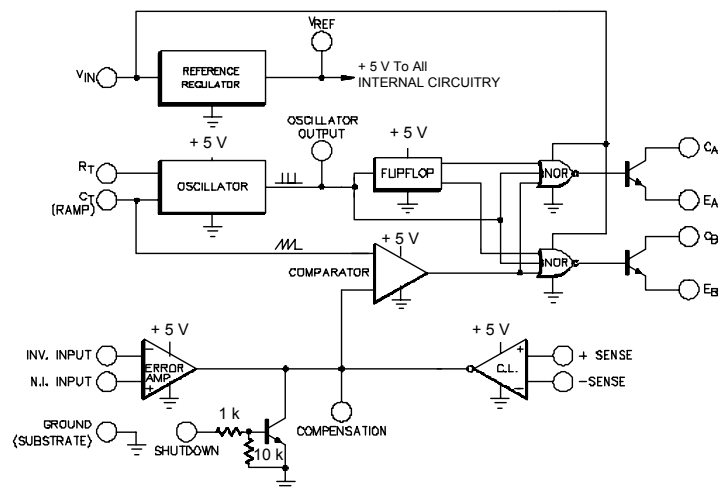 VREF
VIN
REFERENCE
REGULATOR
+ 5 V To All
INTERNAL CIRCUITRY
OSCILLATOR
OUTPUT
+ 5 V
+ 5 V
RT
OSCILLATOR
FLIPFLOP
NOR
CA
CT
(RAMP)
EA
+ 5 V
COMPARATOR
NOR
CB
EB
+ 5 V
+ 5 V
INV. INPUT
−
ERROR
AMP
+
N.I. INPUT
+
C.L.
−
+ SENSE
−SENSE
GROUND
(SUBSTRATE)
SHUTDOWN
1 k
10 k
COMPENSATION